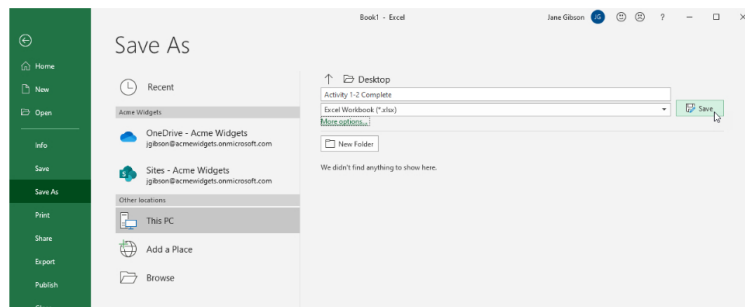 Book1 - Excel
Jane Gibson
JG
?
Home
New
Open
Info
Save
Save As
Print
Share
Export
Publish
Save As
Recent
Acme Widgets
OneDrive - Acme Widgets
jgibson@acmewidgets.onmicrosoft.com
Sites - Acme Widgets
jgibson@acmewidgets.onmicrosoft.com
Other locations
This PC
Add a Place
Browse
Desktop
Activity 1-2 Complete
Excel Workbook (*.xlsx)
Save
More options...
New Folder
We didn't find anything to show here.